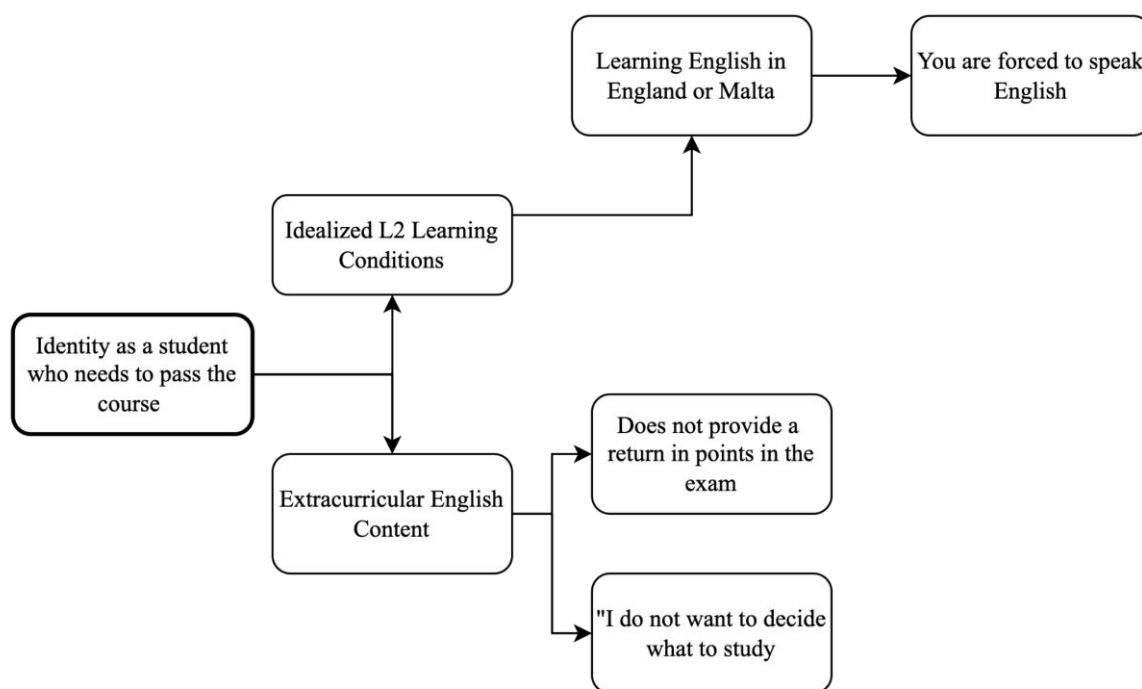 Learning English in
England or Malta
You are forced to speak
English
Idealized L2 Learning
Conditions
Identity as a student
who needs to pass the
course
Extracurricular English
Content
Does not provide a
return in points in the
exam
"I do not want to decide
what to study